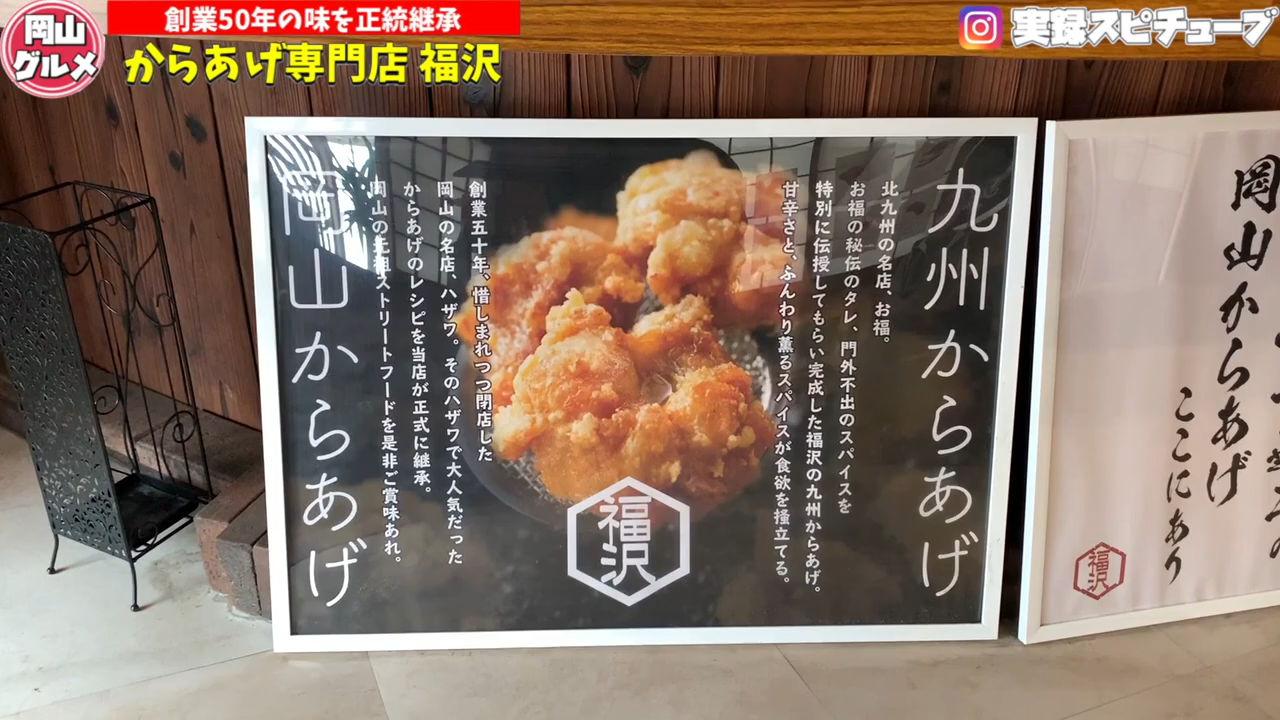 岡山
グルメ
創業50年の味を正統継承
からあげ専門店 福沢
実録スピチューブ
九州からあげ
北九州の名店、お福。
お福の秘伝のタレ、門外不出のスパイスを
特別に伝授してもらい完成した福沢の九州からあげ。
甘辛さと、ふんわり薫るスパイスが食欲を掻立てる。
創業五十年、惜しまれつつ閉店した
岡山の名店、ハザワ。そのハザワで大人気だった
からあげのレシピを当店が正式に継承。
岡山の元祖ストリートフードを是非ご賞味あれ。
岡山からあげ
福沢
岡山からあげ
ここにあり
福沢